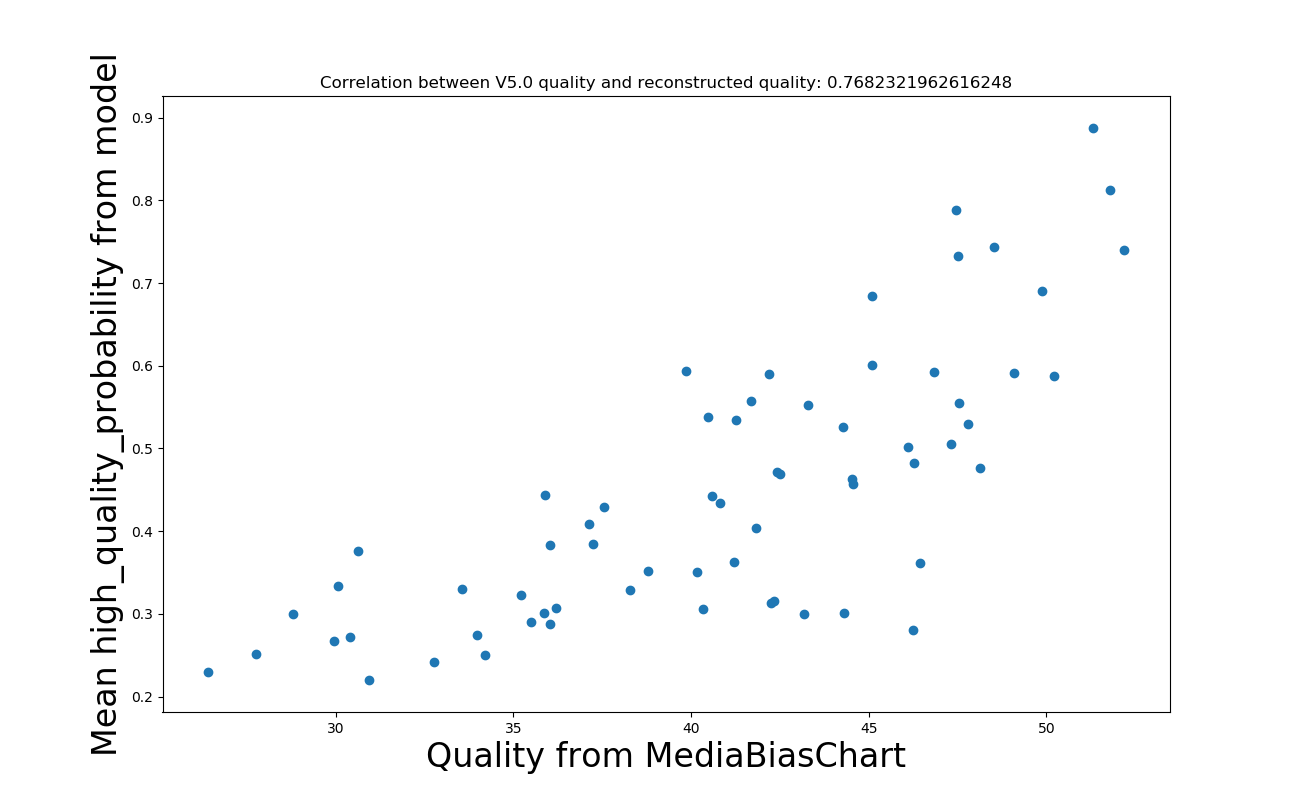 Correlation between V5.0 quality and reconstructed quality: 0.7682321962616248
Mean high_quality_probability from model
0.9
0.8
0.7
0.6
0.5
0.4
0.3
0.2
30 35 40 45 50
Quality from MediaBiasChart